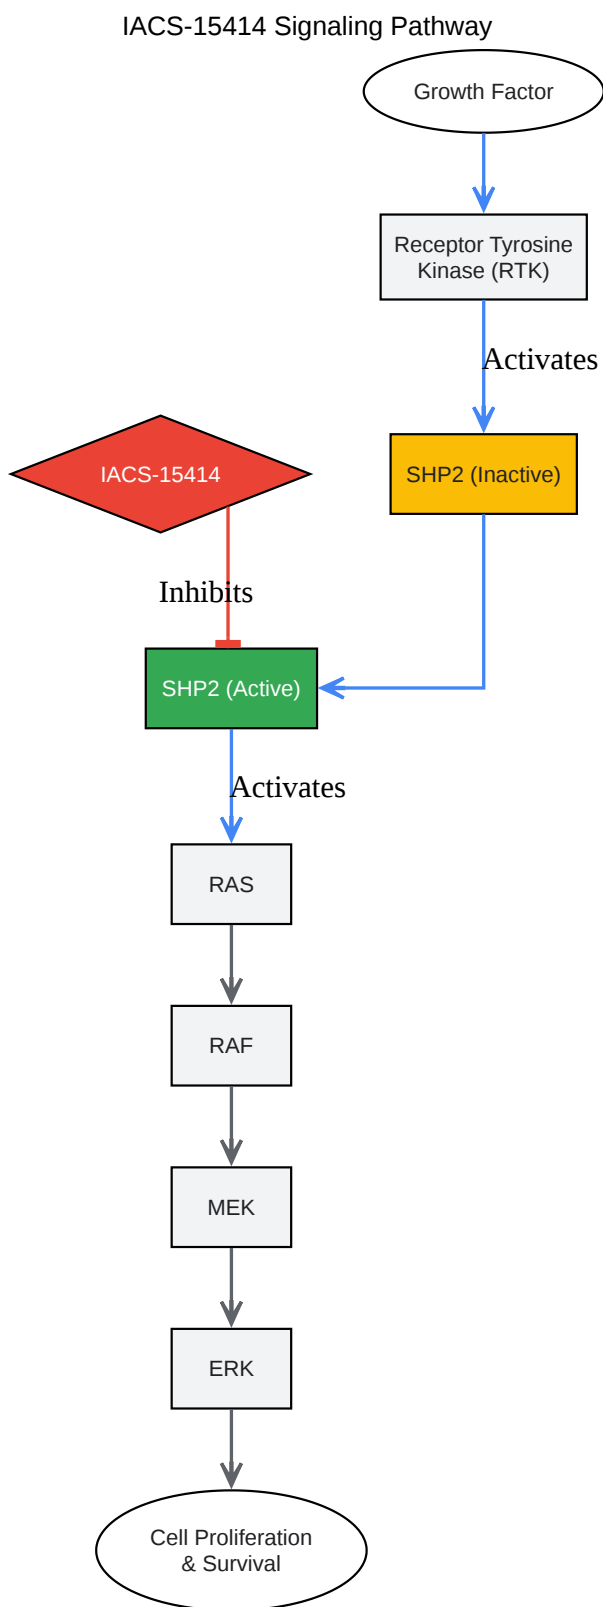 IACS-15414 Signaling Pathway
Growth Factor
Receptor Tyrosine
Kinase (RTK)
Activates
IACS-15414
SHP2 (Inactive)
Inhibits
SHP2 (Active)
Activates
RAS
RAF
MEK
ERK
Cell Proliferation
& Survival